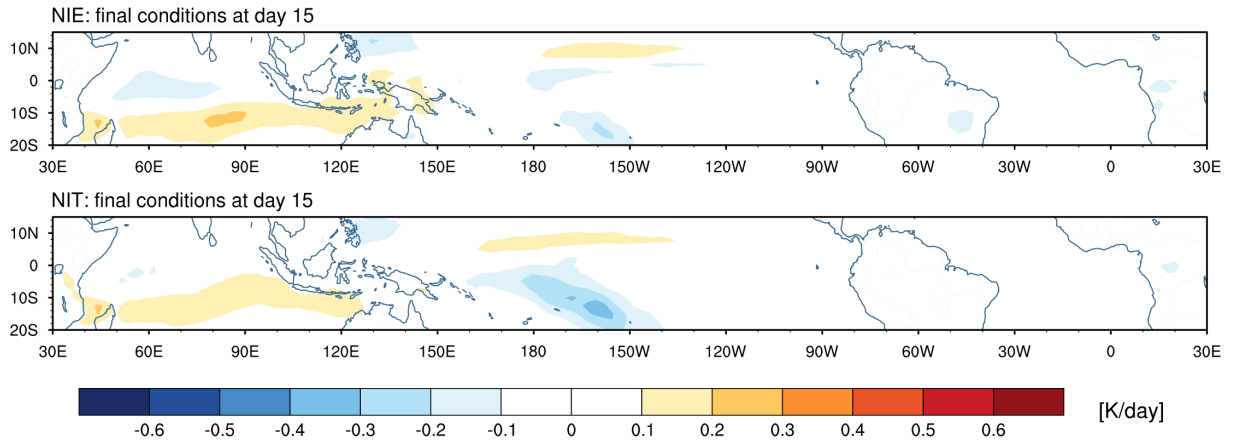 NIE: final conditions at day 15
10N
0
10S
20S
30E 60E 90E 120E 150E 180 150W 120W 90W 60W 30W 0 30E
NIT: final conditions at day 15
10N
0
10S
20S
30E 60E 90E 120E 150E 180 150W 120W 90W 60W 30W 0 30E
-0.6 -0.5 -0.4 -0.3 -0.2 -0.1 0 0.1 0.2 0.3 0.4 0.5 0.6 [K/day]